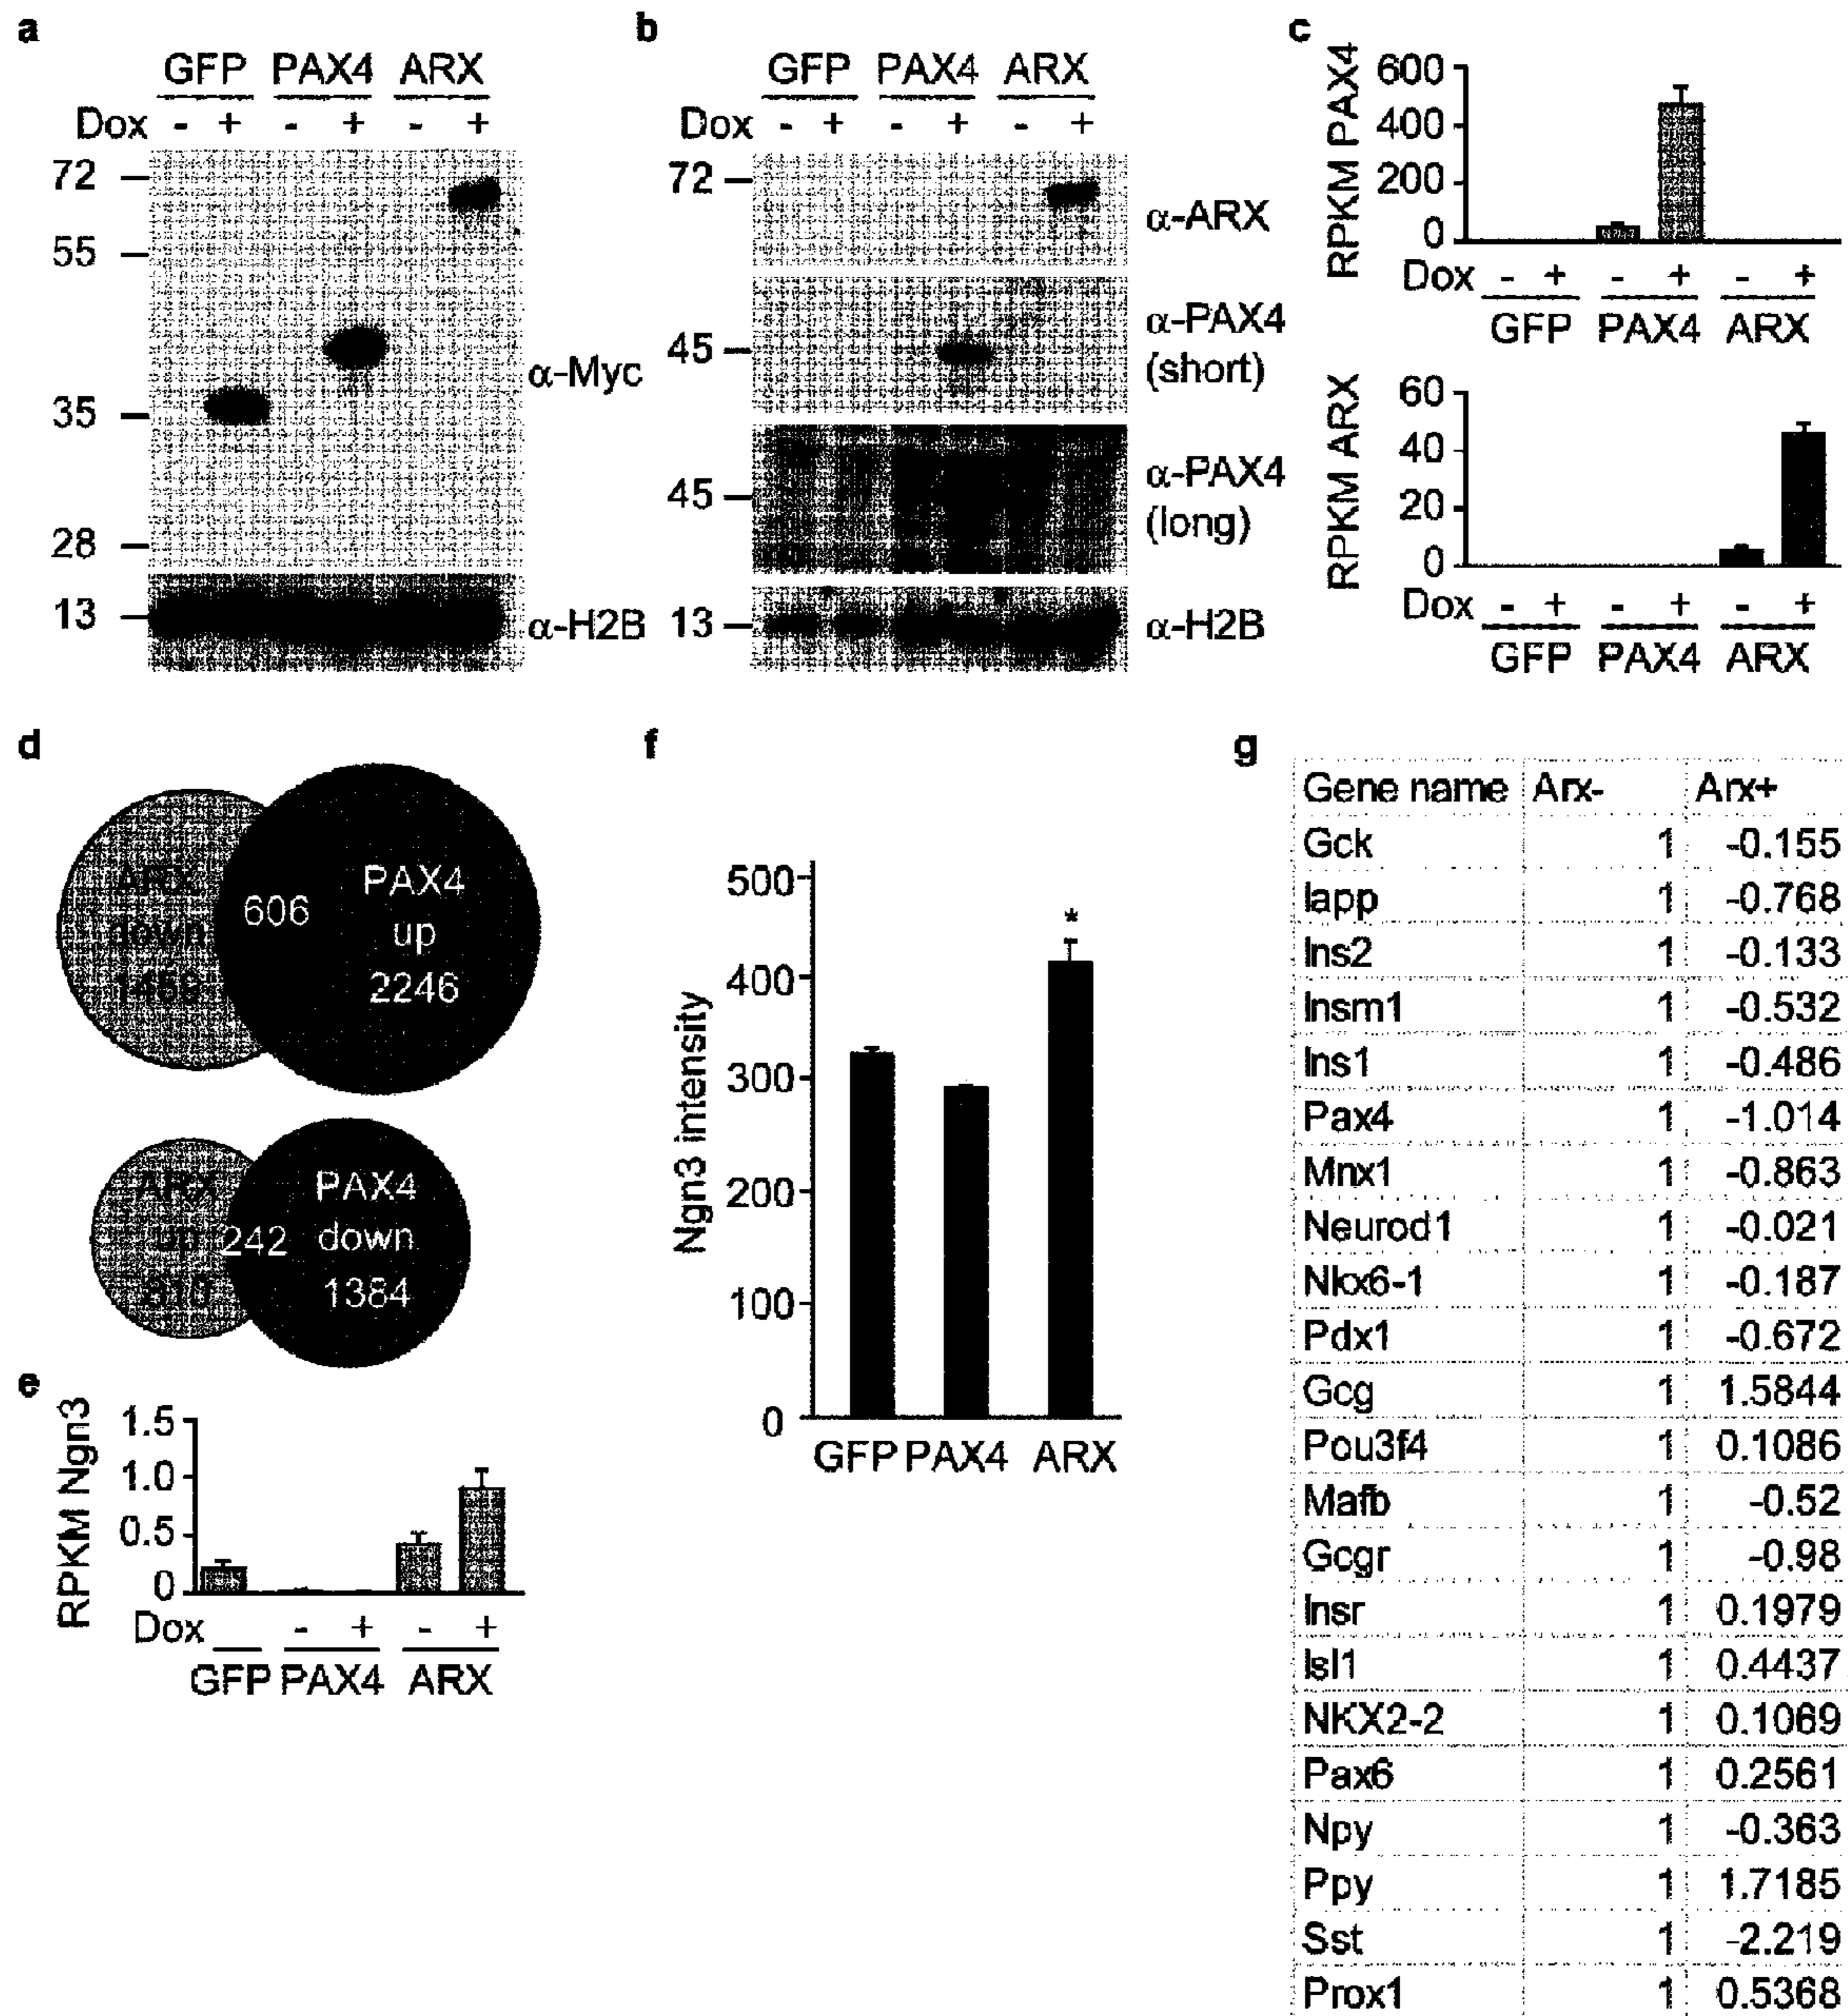 a
GFP PAX4 ARX
Dox - + - + - +
72
55
35
28
13
α-Myc
α-H2B
b
GFP PAX4 ARX
Dox - + - + - +
72
45
45
13
α-ARX
α-PAX4
(short)
α-PAX4
(long)
α-H2B
c
RPKM PAX4
600
400
200
0
Dox - + - + - +
GFP PAX4 ARX
RPKM ARX
60
40
20
0
Dox - + - + - +
GFP PAX4 ARX
d
ARX
down
606
PAX4
up
2246
ARX
up
242
PAX4
down
1384
e
RPKM Ngn3
1.5
1.0
0.5
0
Dox - + - +
GFP PAX4 ARX
f
Ngn3 intensity
500
400
300
200
100
0
*
GFP PAX4 ARX
g
Gene name Arx- Arx+
Gck 1 -0.155
Iapp 1 -0.768
Ins2 1 -0.133
Insm1 1 -0.532
Ins1 1 -0.486
Pax4 1 -1.014
Mnx1 1 -0.863
Neurod1 1 -0.021
Nkx6-1 1 -0.187
Pdx1 1 -0.672
Gcg 1 1.5844
Pou3f4 1 0.1086
Mafb 1 -0.52
Gcgr 1 -0.98
Insr 1 0.1979
Isl1 1 0.4437
NKX2-2 1 0.1069
Pax6 1 0.2561
Npy 1 -0.363
Ppy 1 1.7185
Sst 1 -2.219
Prox1 1 0.5368